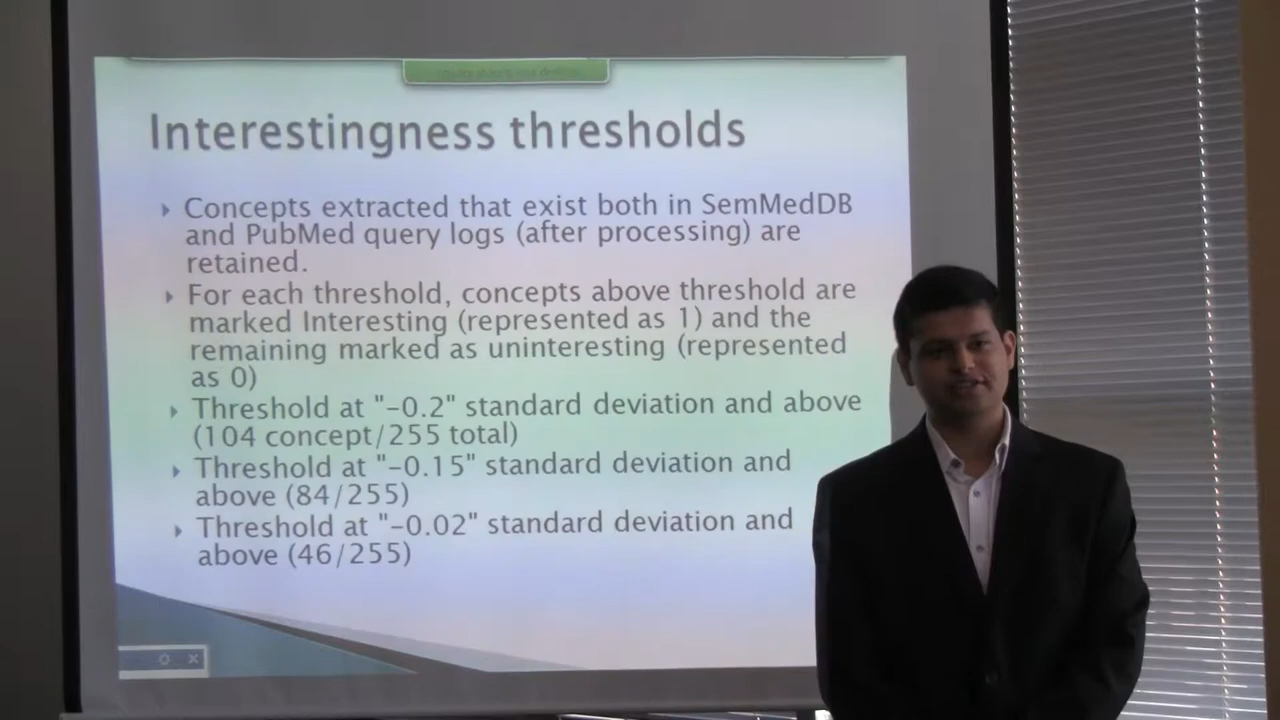 Interestingness thresholds
Concepts extracted that exist both in SemMedDB
and PubMed query logs (after processing) are
retained.
For each threshold, concepts above threshold are
marked Interesting (represented as 1) and the
remaining marked as uninteresting (represented
as 0)
Threshold at "-0.2" standard deviation and above
(104 concept/255 total)
Threshold at "-0.15" standard deviation and
above (84/255)
Threshold at "-0.02" standard deviation and
above (46/255)